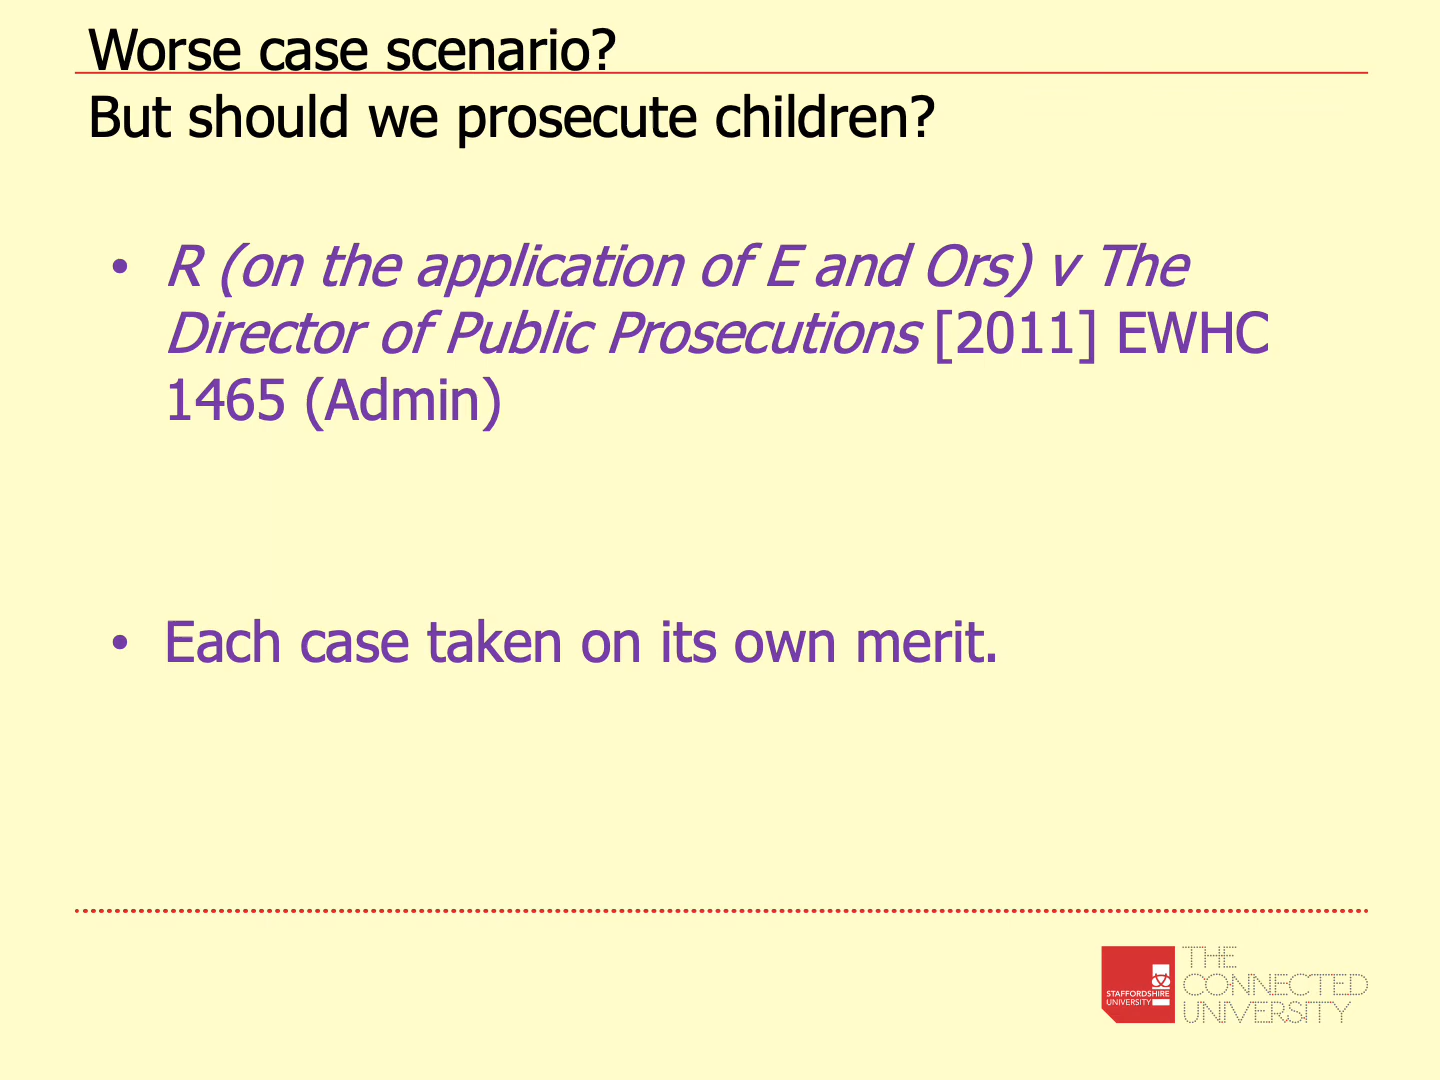 Worse case scenario?
But should we prosecute children?
• R (on the application of E and Ors) v The
Director of Public Prosecutions [2011] EWHC
1465 (Admin)
• Each case taken on its own merit.
STAFFORDSHIRE
UNIVERSITY
THE
CONNECTED
UNIVERSITY